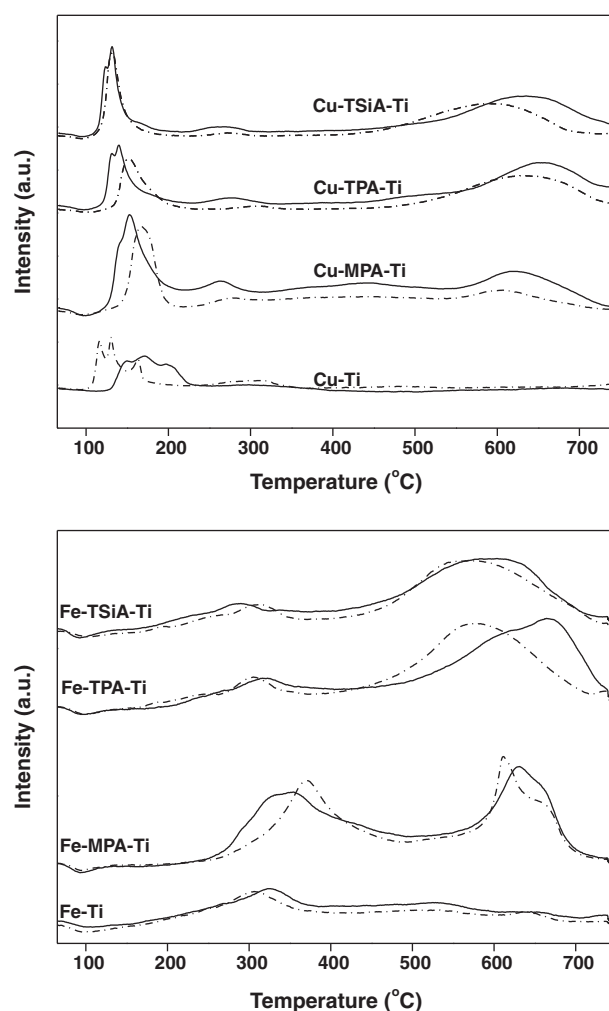 Intensity (a.u.)
Cu-TSiA-Ti
Cu-TPA-Ti
Cu-MPA-Ti
Cu-Ti
100 200 300 400 500 600 700
Temperature (°C)
Intensity (a.u.)
Fe-TSiA-Ti
Fe-TPA-Ti
Fe-MPA-Ti
Fe-Ti
100 200 300 400 500 600 700
Temperature (°C)